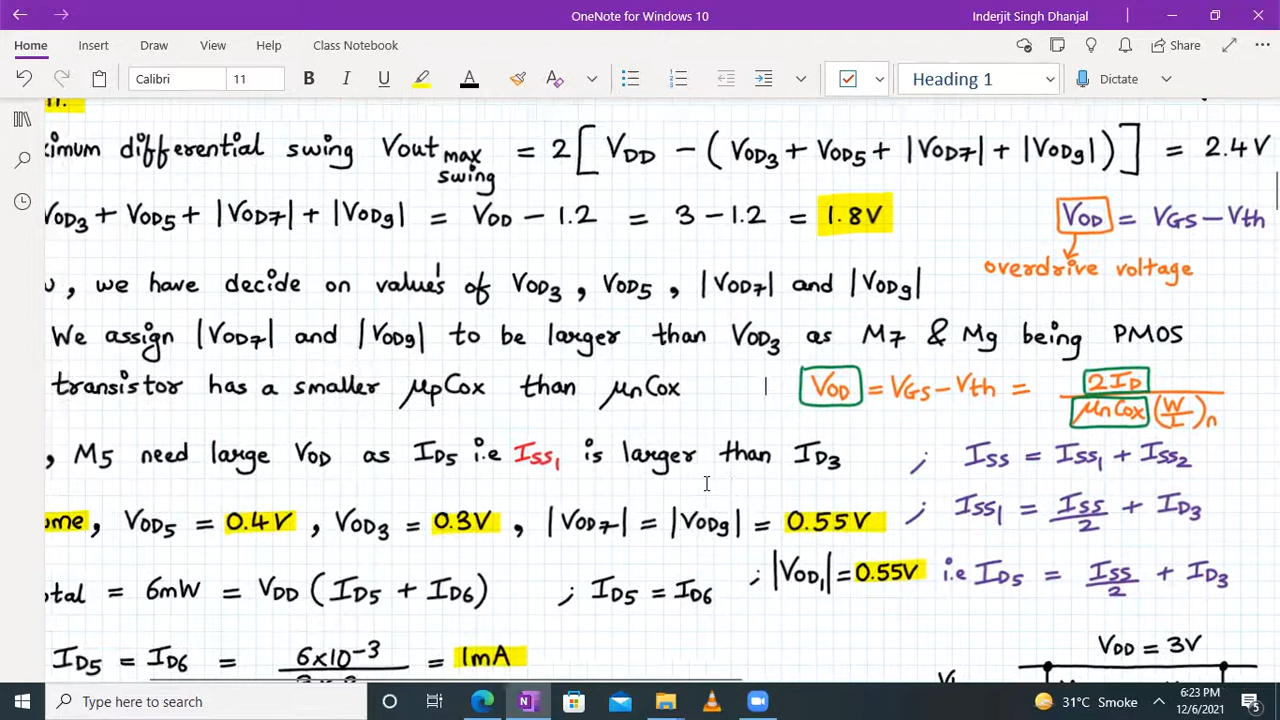 OneNote for Windows 10
Inderjit Singh Dhanjal
Home Insert Draw View Help Class Notebook
Share
Calibri 11 B I U A Heading 1 Dictate
11.
ximum differential swing Vout max swing = 2[VDD - (VOD3 + VOD5 + |VOD7| + |VOD9|)] = 2.4V
VOD3 + VOD5 + |VOD7| + |VOD9| = VDD - 1.2 = 3 - 1.2 = 1.8V
VOD = VGS - Vth
overdrive voltage
, we have decide on values of VOD3, VOD5, |VOD7| and |VOD9|
We assign |VOD7| and |VOD9| to be larger than VOD3 as M7 & M9 being PMOS
transistor has a smaller μpCox than μnCox
VOD = VGS - Vth = 2ID / μnCox (W/L)n
, M5 need large VOD as ID5 i.e ISS1 is larger than ID3
; ISS = ISS1 + ISS2
; ISS1 = ISS/2 + ID3
ume, VOD5 = 0.4V, VOD3 = 0.3V, |VOD7| = |VOD9| = 0.55V
; |VOD1| = 0.55V
i.e ID5 = ISS/2 + ID3
otal = 6mW = VDD (ID5 + ID6) ; ID5 = ID6
ID5 = ID6 = 6x10-3 = 1mA
VDD = 3V
Type here to search
31°C Smoke
6:23 PM
12/6/2021
5